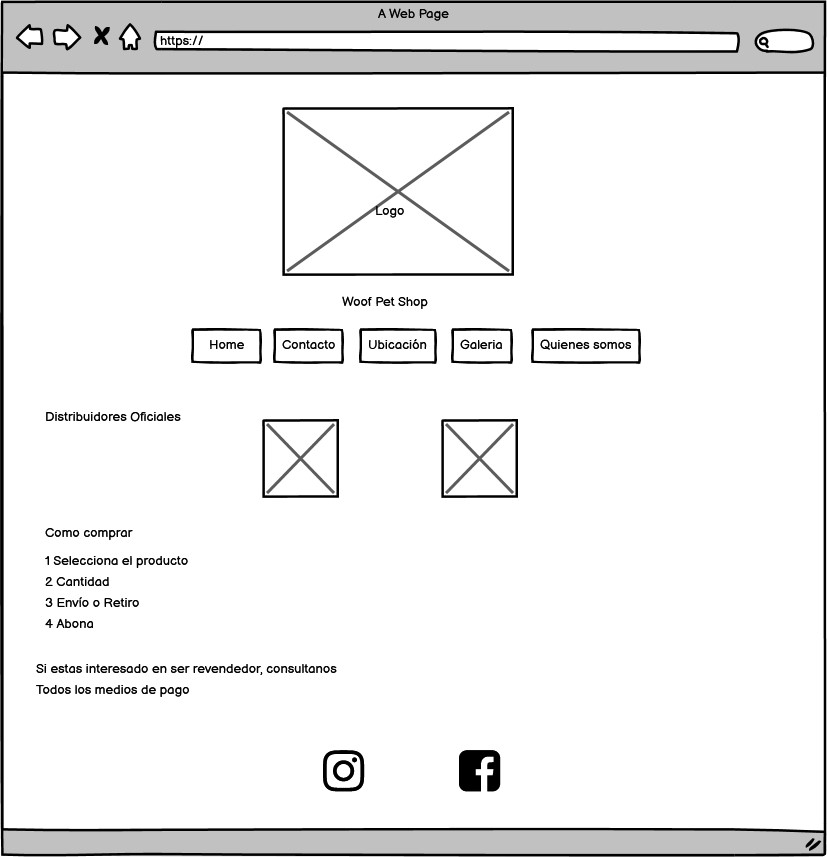 A Web Page
https://
Logo
Woof Pet Shop
Home Contacto Ubicación Galeria Quienes somos
Distribuidores Oficiales
Como comprar
1 Selecciona el producto
2 Cantidad
3 Envío o Retiro
4 Abona
Si estas interesado en ser revendedor, consultanos
Todos los medios de pago